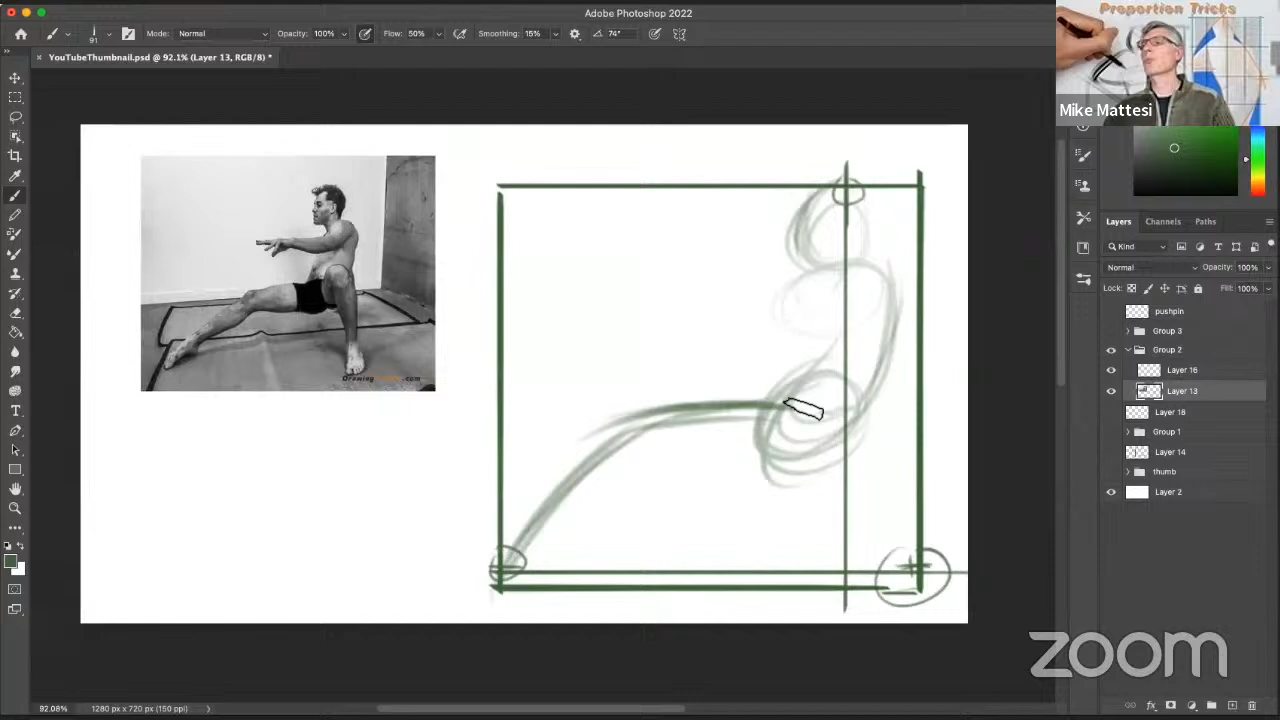 Adobe Photoshop 2022
Proportion Tricks
91
Mode: Normal
Opacity: 100%
Flow: 50%
Smoothing: 15%
74°
× YouTubeThumbnail.psd @ 92.1% (Layer 13, RGB/8) *
Mike Mattesi
Layers Channels Paths
Kind
Normal
Opacity: 100%
Lock:
Fill: 100%
pushpin
Group 3
Group 2
Layer 16
Layer 13
Layer 18
Group 1
Layer 14
thumb
Layer 2
zoom
92.08%
1280 px x 720 px (150 ppi)